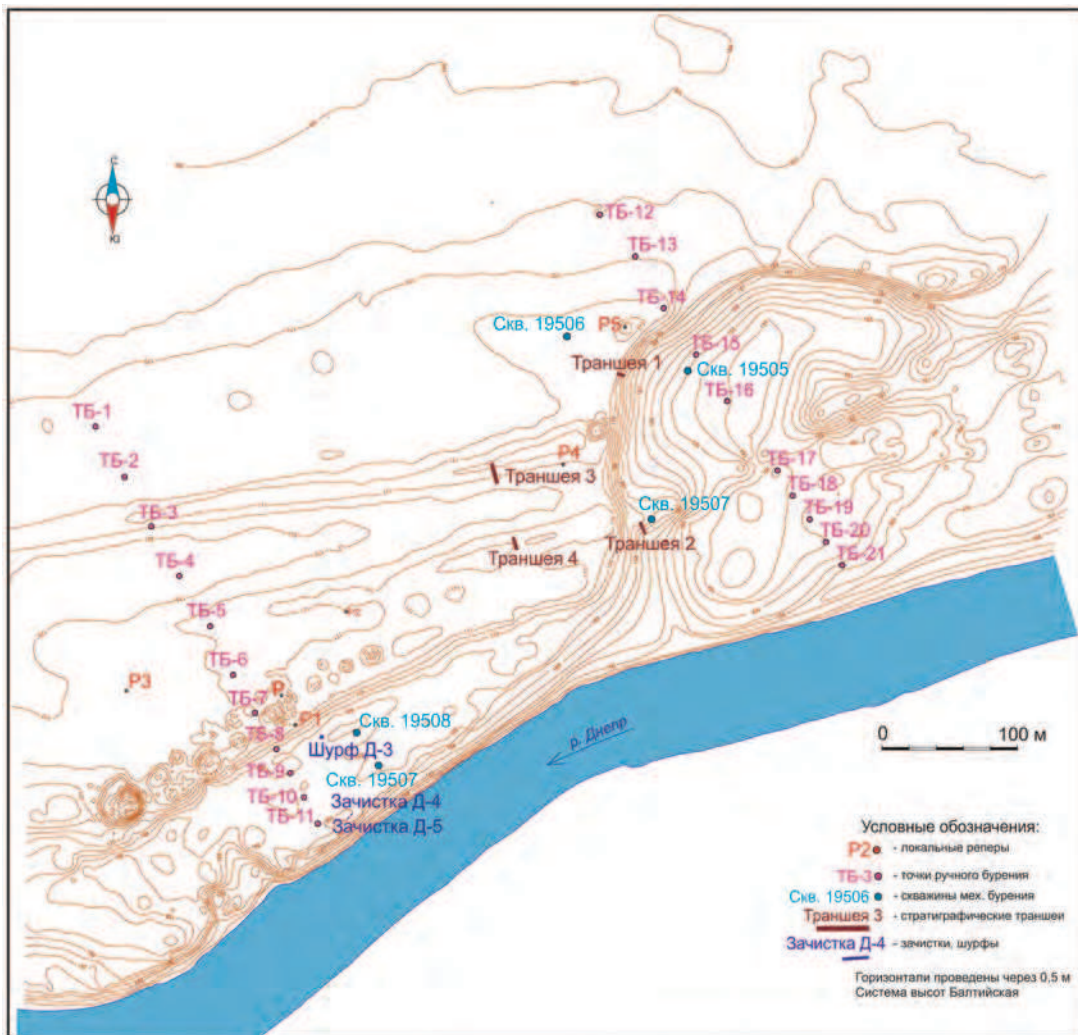 С
Ю
ТБ-12
ТБ-13
ТБ-14
Скв. 19506
Р5
ТБ-15
Траншея 1
Скв. 19505
ТБ-16
ТБ-1
ТБ-2
Р4
Траншея 3
ТБ-17
ТБ-18
ТБ-3
Скв. 19507
ТБ-19
Траншея 2
ТБ-20
Траншея 4
ТБ-21
ТБ-4
ТБ-5
ТБ-6
Р3
Р
ТБ-7
Р1
Скв. 19508
ТБ-8
Шурф Д-3
р. Днепр
0 100 м
ТБ-9
Скв. 19507
ТБ-10
Зачистка Д-4
ТБ-11
Зачистка Д-5
Условные обозначения:
Р2 - локальные реперы
ТБ-3 - точки ручного бурения
Скв. 19506 - скважины мех. бурения
Траншея 3 - стратиграфические траншеи
Зачистка Д-4 - зачистки, шурфы
Горизонтали проведены через 0,5 м
Система высот Балтийская